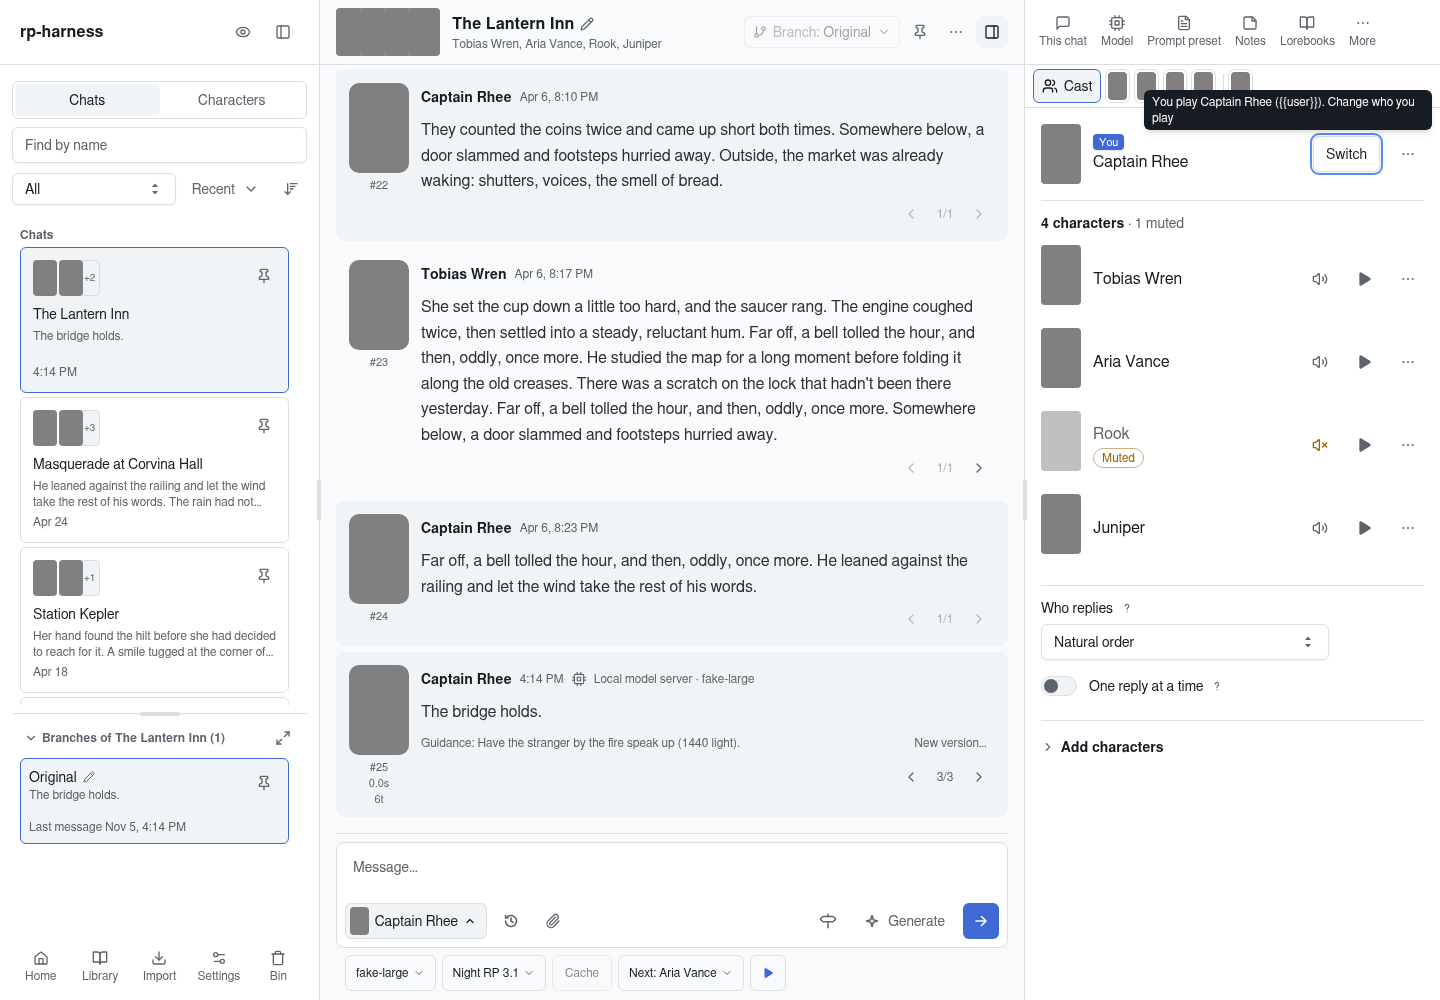 rp-harness
Chats
Characters
Find by name
All
Recent
Chats
+2
The Lantern Inn
The bridge holds.
4:14 PM
+3
Masquerade at Corvina Hall
He leaned against the railing and let the wind
take the rest of his words. The rain had not...
Apr 24
+1
Station Kepler
Her hand found the hilt before she had decided
to reach for it. A smile tugged at the corner of...
Apr 18
Branches of The Lantern Inn (1)
Original
The bridge holds.
Last message Nov 5, 4:14 PM
Home
Library
Import
Settings
Bin
The Lantern Inn
Tobias Wren, Aria Vance, Rook, Juniper
Branch: Original
Captain Rhee Apr 6, 8:10 PM
They counted the coins twice and came up short both times. Somewhere below, a
door slammed and footsteps hurried away. Outside, the market was already
waking: shutters, voices, the smell of bread.
#22
1/1
Tobias Wren Apr 6, 8:17 PM
She set the cup down a little too hard, and the saucer rang. The engine coughed
twice, then settled into a steady, reluctant hum. Far off, a bell tolled the hour, and
then, oddly, once more. He studied the map for a long moment before folding it
along the old creases. There was a scratch on the lock that hadn't been there
yesterday. Far off, a bell tolled the hour, and then, oddly, once more. Somewhere
below, a door slammed and footsteps hurried away.
#23
1/1
Captain Rhee Apr 6, 8:23 PM
Far off, a bell tolled the hour, and then, oddly, once more. He leaned against the
railing and let the wind take the rest of his words.
#24
1/1
Captain Rhee 4:14 PM Local model server · fake-large
The bridge holds.
Guidance: Have the stranger by the fire speak up (1440 light).
New version...
#25
0.0s
6t
3/3
Message...
Captain Rhee
Generate
fake-large
Night RP 3.1
Cache
Next: Aria Vance
This chat
Model
Prompt preset
Notes
Lorebooks
More
Cast
You play Captain Rhee ({{user}}). Change who you
play
You
Captain Rhee
Switch
4 characters · 1 muted
Tobias Wren
Aria Vance
Rook
Muted
Juniper
Who replies ?
Natural order
One reply at a time ?
Add characters